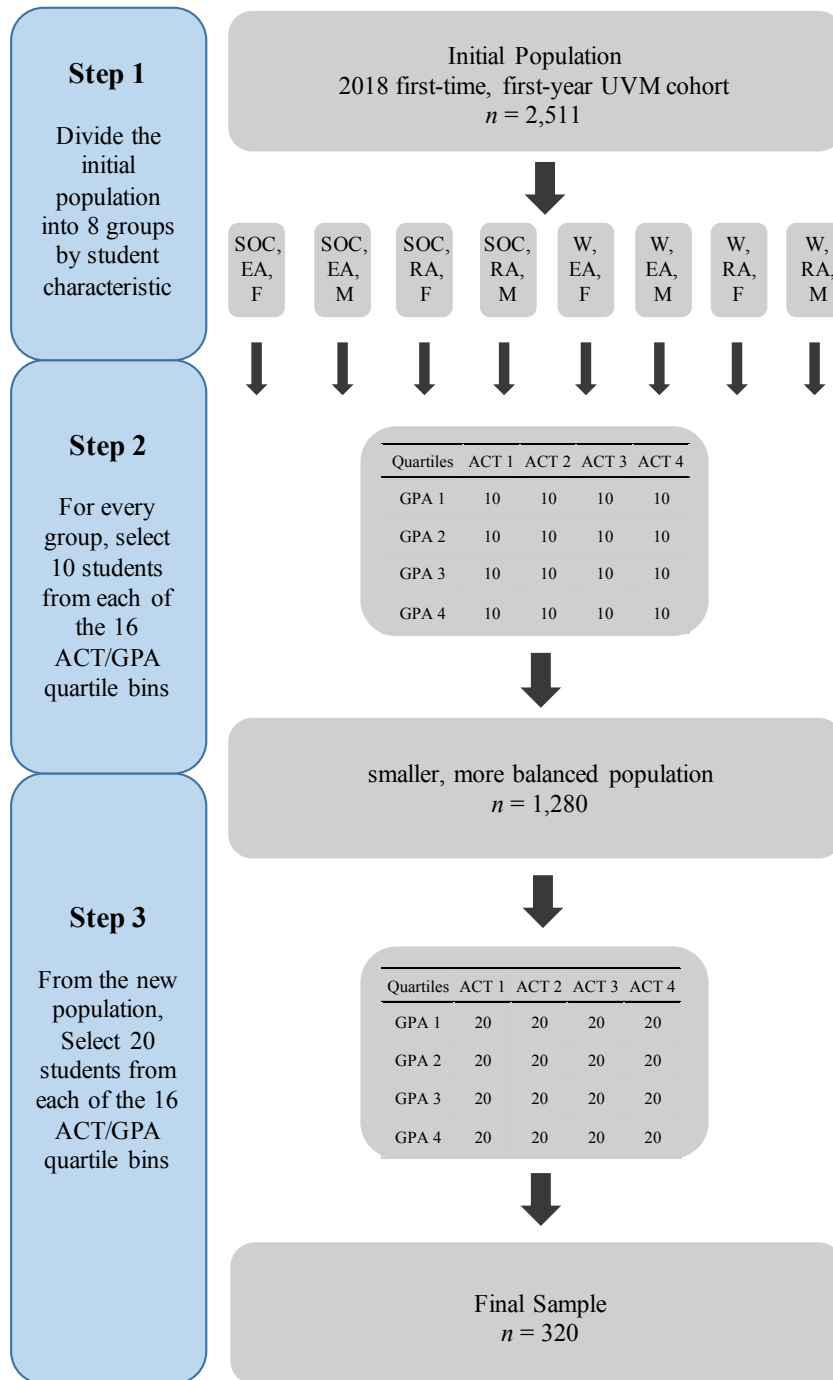 Step 1
Divide the
initial
population
into 8 groups
by student
characteristic
Initial Population
2018 first-time, first-year UVM cohort
n = 2,511
SOC,
EA,
F
SOC,
EA,
M
SOC,
RA,
F
SOC,
RA,
M
W,
EA,
F
W,
EA,
M
W,
RA,
F
W,
RA,
M
Step 2
For every
group, select
10 students
from each of
the 16
ACT/GPA
quartile bins
Quartiles ACT 1 ACT 2 ACT 3 ACT 4
GPA 1 10 10 10 10
GPA 2 10 10 10 10
GPA 3 10 10 10 10
GPA 4 10 10 10 10
smaller, more balanced population
n = 1,280
Step 3
From the new
population,
Select 20
students from
each of the 16
ACT/GPA
quartile bins
Quartiles ACT 1 ACT 2 ACT 3 ACT 4
GPA 1 20 20 20 20
GPA 2 20 20 20 20
GPA 3 20 20 20 20
GPA 4 20 20 20 20
Final Sample
n = 320